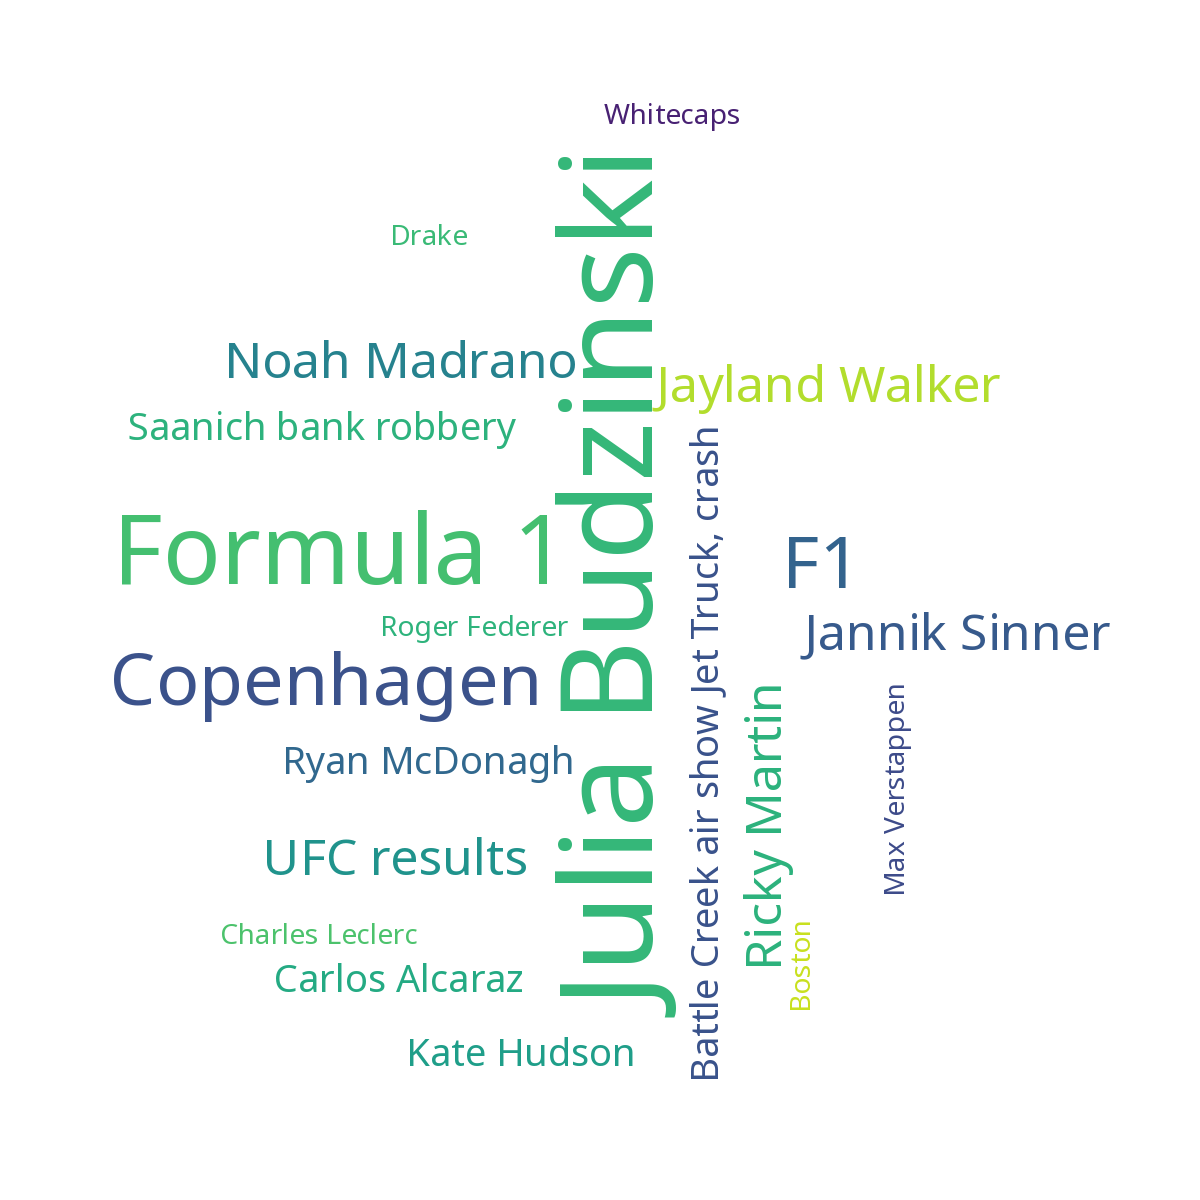 Whitecaps
Drake
Noah Madrano
Jayland Walker
Saanich bank robbery
Formula 1
F1
Roger Federer
Jannik Sinner
Copenhagen
Julia Budzinski
Battle Creek air show Jet Truck, crash
Ricky Martin
Max Verstappen
Ryan McDonagh
UFC results
Charles Leclerc
Boston
Carlos Alcaraz
Kate Hudson